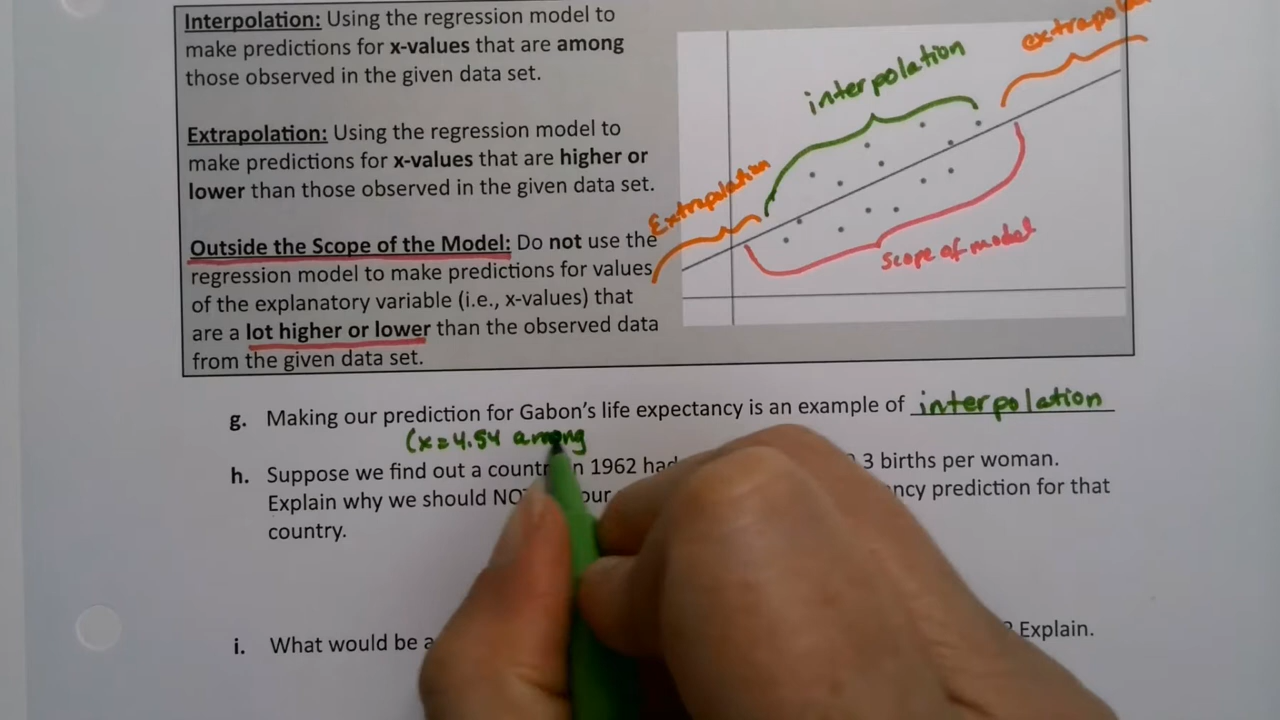 Interpolation: Using the regression model to
make predictions for x-values that are among
those observed in the given data set.
Extrapolation: Using the regression model to
make predictions for x-values that are higher or
lower than those observed in the given data set.
Outside the Scope of the Model: Do not use the
regression model to make predictions for values
of the explanatory variable (i.e., x-values) that
are a lot higher or lower than the observed data
from the given data set.
interpolation
Extrapolation
scope of model
g. Making our prediction for Gabon's life expectancy is an example of interpolation
(x=4.54 among
h. Suppose we find out a country in 1962 had 3 births per woman.
Explain why we should NOT prediction for that
country.
i. What would be a Explain.